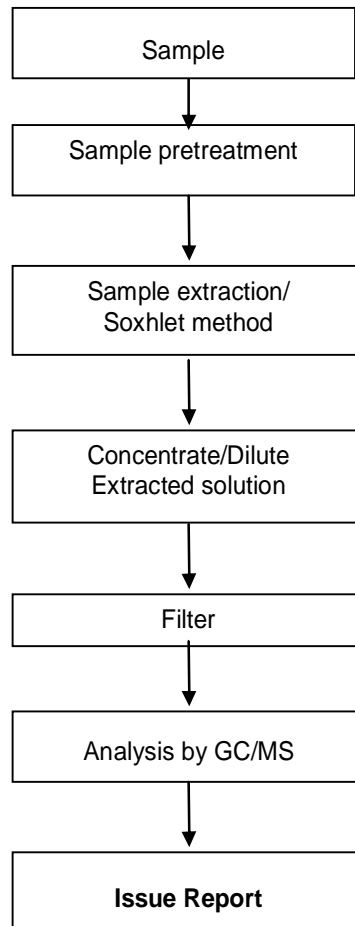 Sample
Sample pretreatment
Sample extraction/
Soxhlet method
Concentrate/Dilute
Extracted solution
Filter
Analysis by GC/MS
Issue Report